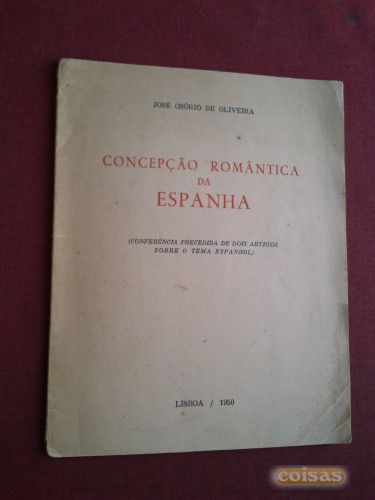 JOSÉ OSÓRIO DE OLIVEIRA
CONCEPÇÃO ROMÂNTICA
DA
ESPANHA
(CONFERÊNCIA PRECEDIDA DE DOIS ARTIGOS
SOBRE O TEMA ESPANHOL)
LISBOA / 1950
coisas